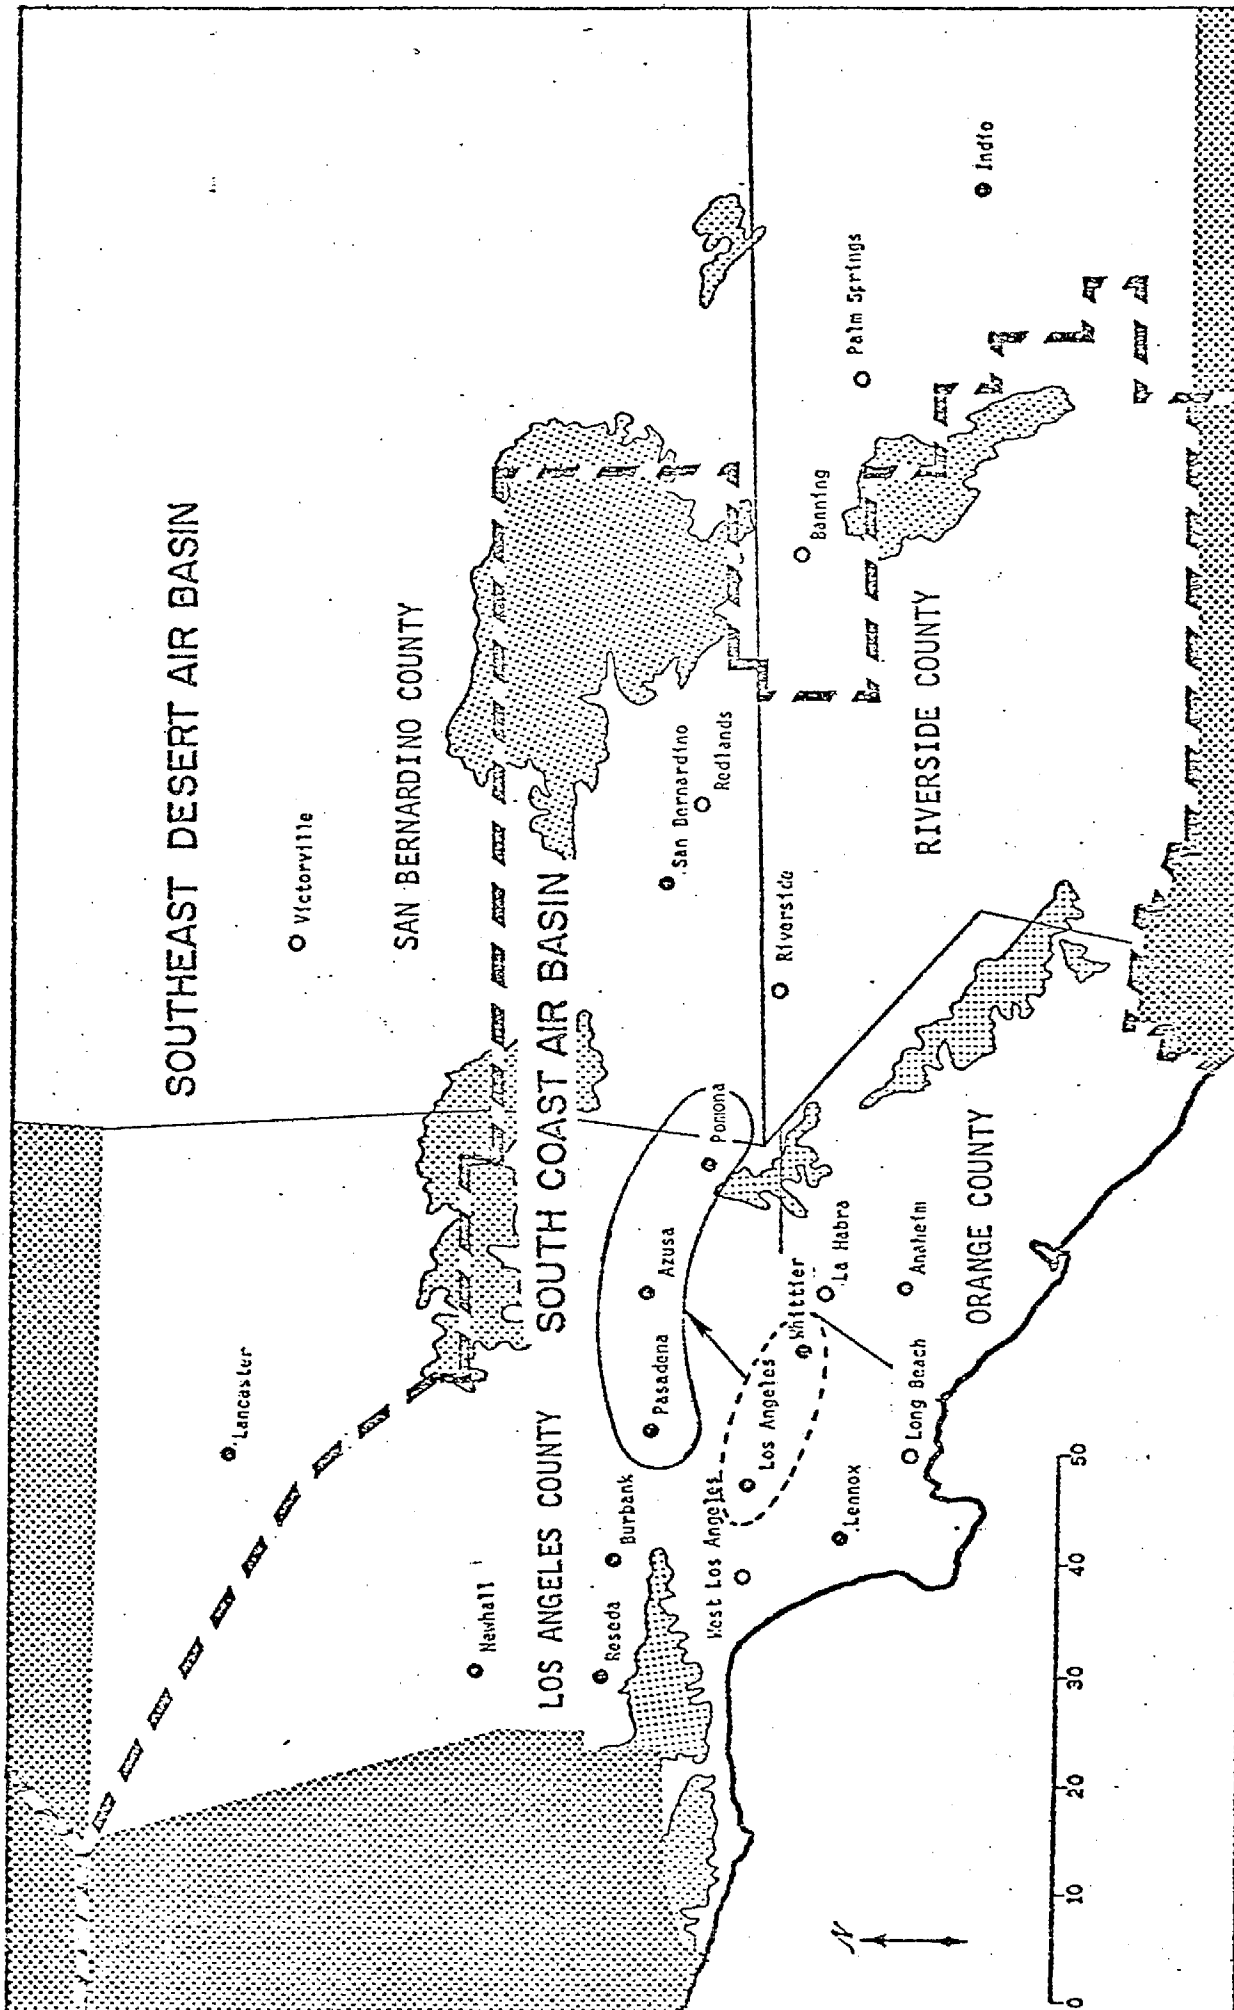 SOUTHEAST DESERT AIR BASIN
Lancaster
Victorville
SAN BERNARDINO COUNTY
Newhall
SOUTH COAST AIR BASIN
LOS ANGELES COUNTY
Reseda
Burbank
Pasadena
Azusa
Pomona
San Bernardino
Redlands
West Los Angeles
Los Angeles
Whittier
Riverside
Banning
Palm Springs
Lennox
La Habra
Long Beach
Anaheim
RIVERSIDE COUNTY
Indio
ORANGE COUNTY
N
0 10 20 30 40 50